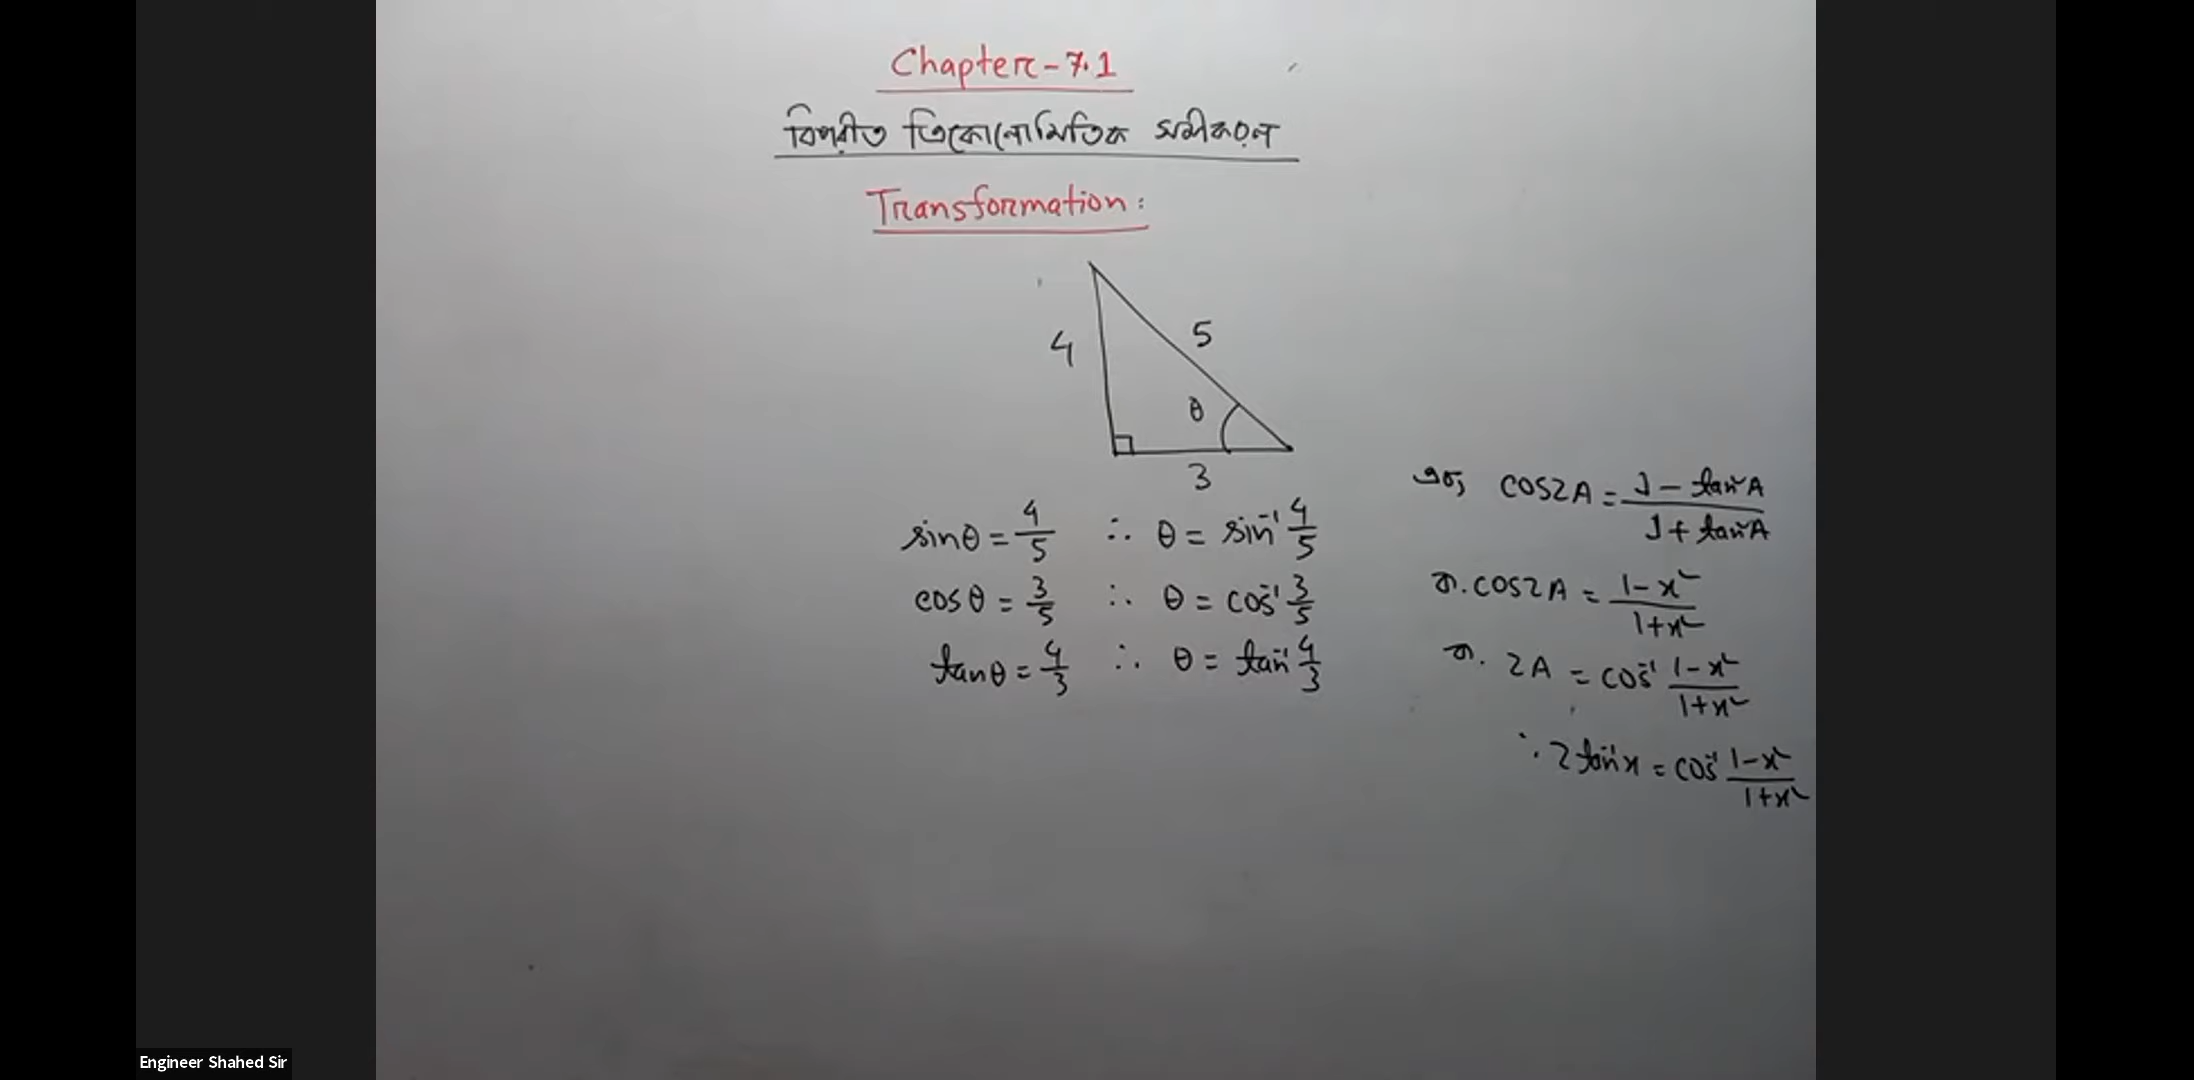 Chapter-7.1
বিপরীত ত্রিকোনোমিতিক সমীকরণ
Transformation:
4
5
θ
3
sinθ = 4/5 ∴ θ = sin⁻¹ 4/5
cosθ = 3/5 ∴ θ = cos⁻¹ 3/5
tanθ = 4/3 ∴ θ = tan⁻¹ 4/3
cos2A = (1 - tan²A)/(1 + tan²A)
বা. cos2A = (1-x²)/(1+x²)
বা. 2A = cos⁻¹ (1-x²)/(1+x²)
∴ 2tan⁻¹x = cos⁻¹ (1-x²)/(1+x²)
Engineer Shahed Sir